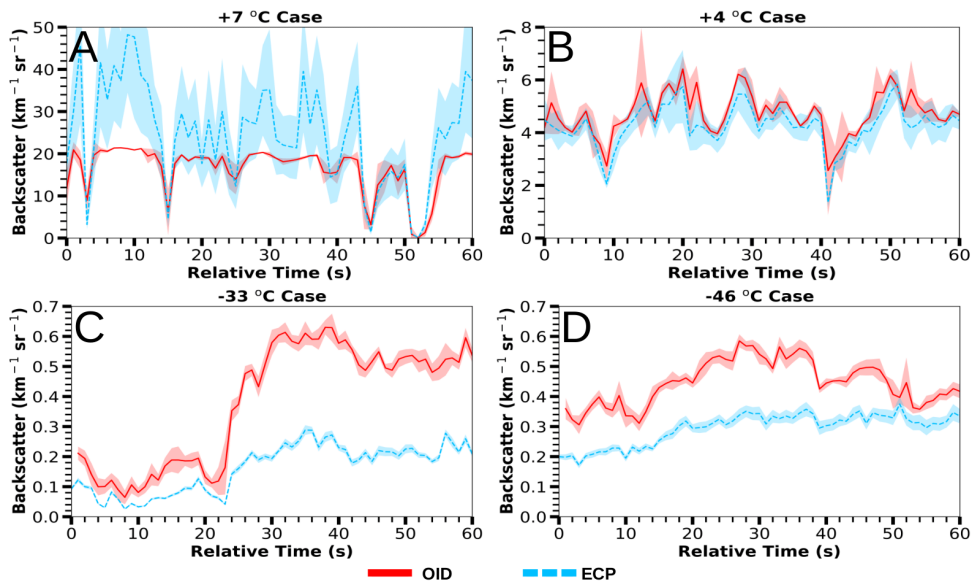 +7 °C Case
A
Backscatter (km⁻¹ sr⁻¹)
50
40
30
20
10
0
0 10 20 30 40 50 60
Relative Time (s)
+4 °C Case
B
Backscatter (km⁻¹ sr⁻¹)
8
6
4
2
0
0 10 20 30 40 50 60
Relative Time (s)
-33 °C Case
C
Backscatter (km⁻¹ sr⁻¹)
0.7
0.6
0.5
0.4
0.3
0.2
0.1
0.0
0 10 20 30 40 50 60
Relative Time (s)
-46 °C Case
D
Backscatter (km⁻¹ sr⁻¹)
0.7
0.6
0.5
0.4
0.3
0.2
0.1
0.0
0 10 20 30 40 50 60
Relative Time (s)
OID ECP